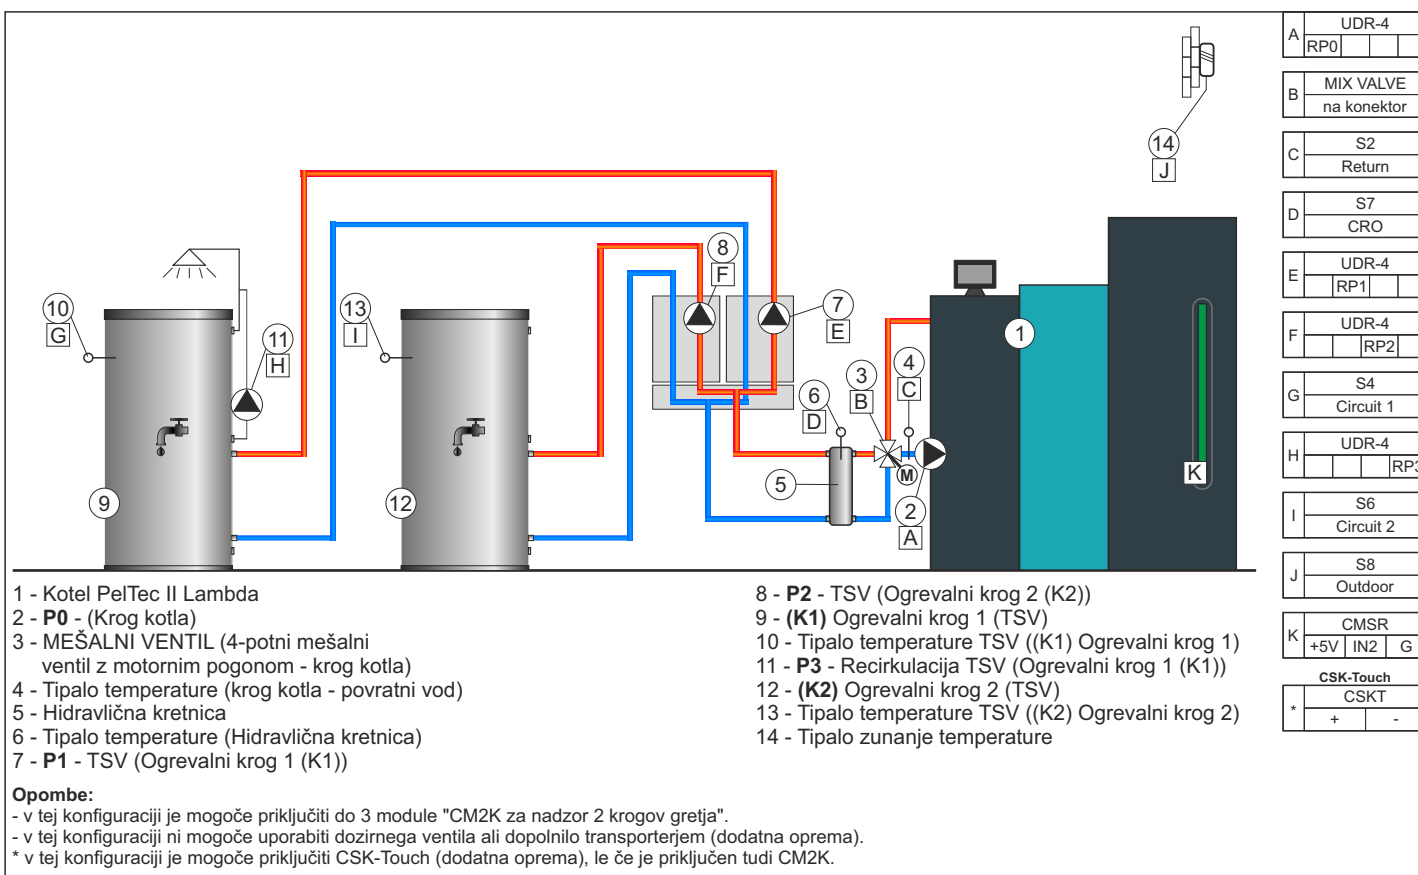 A UDR-4
RP0
B MIX VALVE
na konektor
C S2
Return
D S7
CRO
E UDR-4
RP1
F UDR-4
RP2
G S4
Circuit 1
H UDR-4
RP3
I S6
Circuit 2
J S8
Outdoor
K CMSR
+5V IN2 G
CSK-Touch
* CSKT
+ -
14
J
8
F
10
G
13
I
11
H
7
E
3
B
4
C
6
D
1
M
5
K
9
12
2
A
1 - Kotel PelTec II Lambda
2 - P0 - (Krog kotla)
3 - MEŠALNI VENTIL (4-potni mešalni
ventil z motornim pogonom - krog kotla)
4 - Tipalo temperature (krog kotla - povratni vod)
5 - Hidravlična kretnica
6 - Tipalo temperature (Hidravlična kretnica)
7 - P1 - TSV (Ogrevalni krog 1 (K1))
8 - P2 - TSV (Ogrevalni krog 2 (K2))
9 - (K1) Ogrevalni krog 1 (TSV)
10 - Tipalo temperature TSV ((K1) Ogrevalni krog 1)
11 - P3 - Recirkulacija TSV (Ogrevalni krog 1 (K1))
12 - (K2) Ogrevalni krog 2 (TSV)
13 - Tipalo temperature TSV ((K2) Ogrevalni krog 2)
14 - Tipalo zunanje temperature
Opombe:
- v tej konfiguraciji je mogoče priključiti do 3 module "CM2K za nadzor 2 krogov gretja".
- v tej konfiguraciji ni mogoče uporabiti dozirnega ventila ali dopolnilo transporterjem (dodatna oprema).
* v tej konfiguraciji je mogoče priključiti CSK-Touch (dodatna oprema), le če je priključen tudi CM2K.